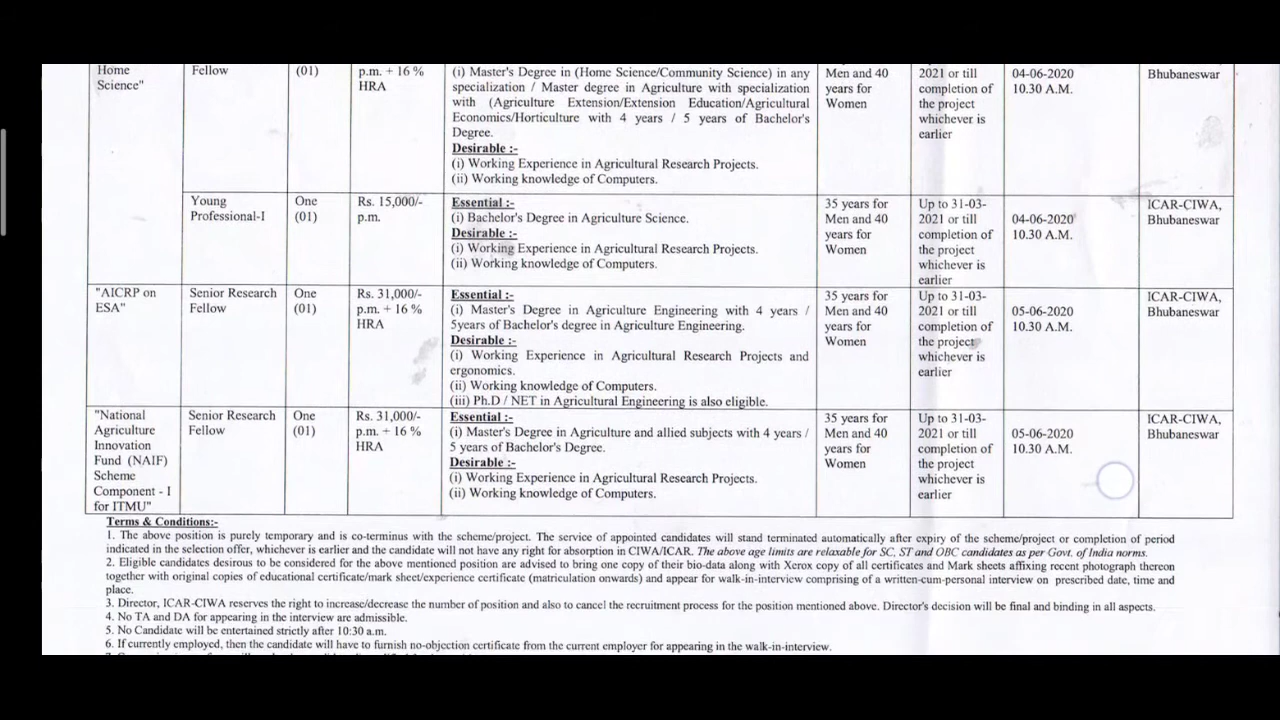 Home
Science"
Fellow
(01)
p.m. + 16 %
HRA
(i) Master's Degree in (Home Science/Community Science) in any
specialization / Master degree in Agriculture with specialization
with (Agriculture Extension/Extension Education/Agricultural
Economics/Horticulture with 4 years / 5 years of Bachelor's
Degree.
Desirable :-
(i) Working Experience in Agricultural Research Projects.
(ii) Working knowledge of Computers.
Men and 40
years for
Women
2021 or till
completion of
the project
whichever is
earlier
04-06-2020
10.30 A.M.
Bhubaneswar
Young
Professional-I
One
(01)
Rs. 15,000/-
p.m.
Essential :-
(i) Bachelor's Degree in Agriculture Science.
Desirable :-
(i) Working Experience in Agricultural Research Projects.
(ii) Working knowledge of Computers.
35 years for
Men and 40
years for
Women
Up to 31-03-
2021 or till
completion of
the project
whichever is
earlier
04-06-2020
10.30 A.M.
ICAR-CIWA,
Bhubaneswar
"AICRP on
ESA"
Senior Research
Fellow
One
(01)
Rs. 31,000/-
p.m. + 16 %
HRA
Essential :-
(i) Master's Degree in Agriculture Engineering with 4 years /
5years of Bachelor's degree in Agriculture Engineering.
Desirable :-
(i) Working Experience in Agricultural Research Projects and
ergonomics.
(ii) Working knowledge of Computers.
(iii) Ph.D / NET in Agricultural Engineering is also eligible.
35 years for
Men and 40
years for
Women
Up to 31-03-
2021 or till
completion of
the project
whichever is
earlier
05-06-2020
10.30 A.M.
ICAR-CIWA,
Bhubaneswar
"National
Agriculture
Innovation
Fund (NAIF)
Scheme
Component - I
for ITMU"
Senior Research
Fellow
One
(01)
Rs. 31,000/-
p.m. + 16 %
HRA
Essential :-
(i) Master's Degree in Agriculture and allied subjects with 4 years /
5 years of Bachelor's Degree.
Desirable :-
(i) Working Experience in Agricultural Research Projects.
(ii) Working knowledge of Computers.
35 years for
Men and 40
years for
Women
Up to 31-03-
2021 or till
completion of
the project
whichever is
earlier
05-06-2020
10.30 A.M.
ICAR-CIWA,
Bhubaneswar
Terms & Conditions:-
1. The above position is purely temporary and is co-terminus with the scheme/project. The service of appointed candidates will stand terminated automatically after expiry of the scheme/project or completion of period
indicated in the selection offer, whichever is earlier and the candidate will not have any right for absorption in CIWA/ICAR. The above age limits are relaxable for SC, ST and OBC candidates as per Govt. of India norms.
2. Eligible candidates desirous to be considered for the above mentioned position are advised to bring one copy of their bio-data along with Xerox copy of all certificates and Mark sheets affixing recent photograph thereon
together with original copies of educational certificate/mark sheet/experience certificate (matriculation onwards) and appear for walk-in-interview comprising of a written-cum-personal interview on prescribed date, time and
place.
3. Director, ICAR-CIWA reserves the right to increase/decrease the number of position and also to cancel the recruitment process for the position mentioned above. Director's decision will be final and binding in all aspects.
4. No TA and DA for appearing in the interview are admissible.
5. No Candidate will be entertained strictly after 10:30 a.m.
6. If currently employed, then the candidate will have to furnish no-objection certificate from the current employer for appearing in the walk-in-interview.